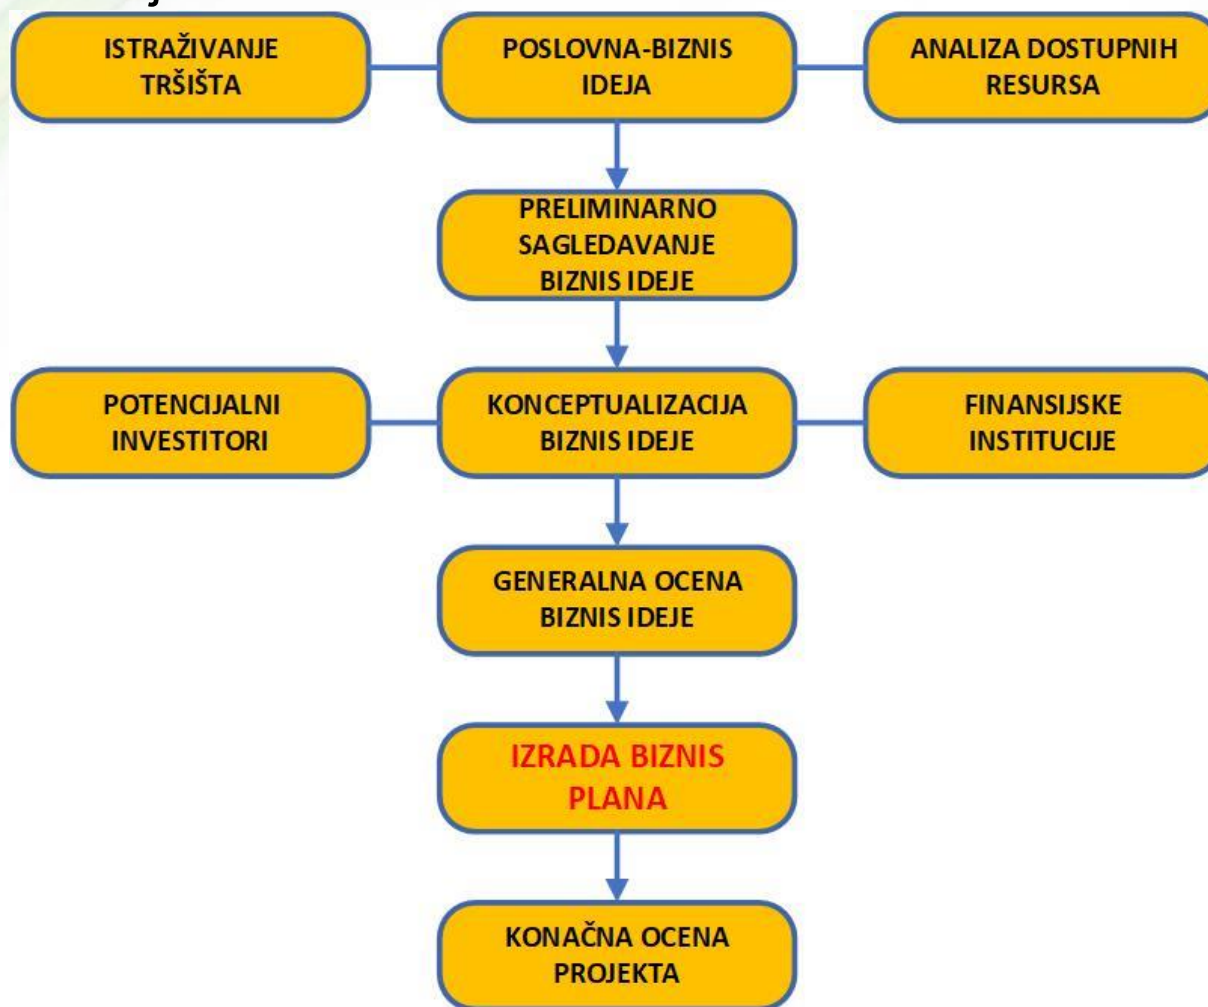 ISTRAŽIVANJE
TRŠIŠTA
POSLOVNA-BIZNIS
IDEJA
ANALIZA DOSTUPNIH
RESURSA
PRELIMINARNO
SAGLEDAVANJE
BIZNIS IDEJE
POTENCIJALNI
INVESTITORI
KONCEPTUALIZACIJA
BIZNIS IDEJE
FINANSIJSKE
INSTITUCIJE
GENERALNA OCENA
BIZNIS IDEJE
IZRADA BIZNIS
PLANA
KONAČNA OCENA
PROJEKTA